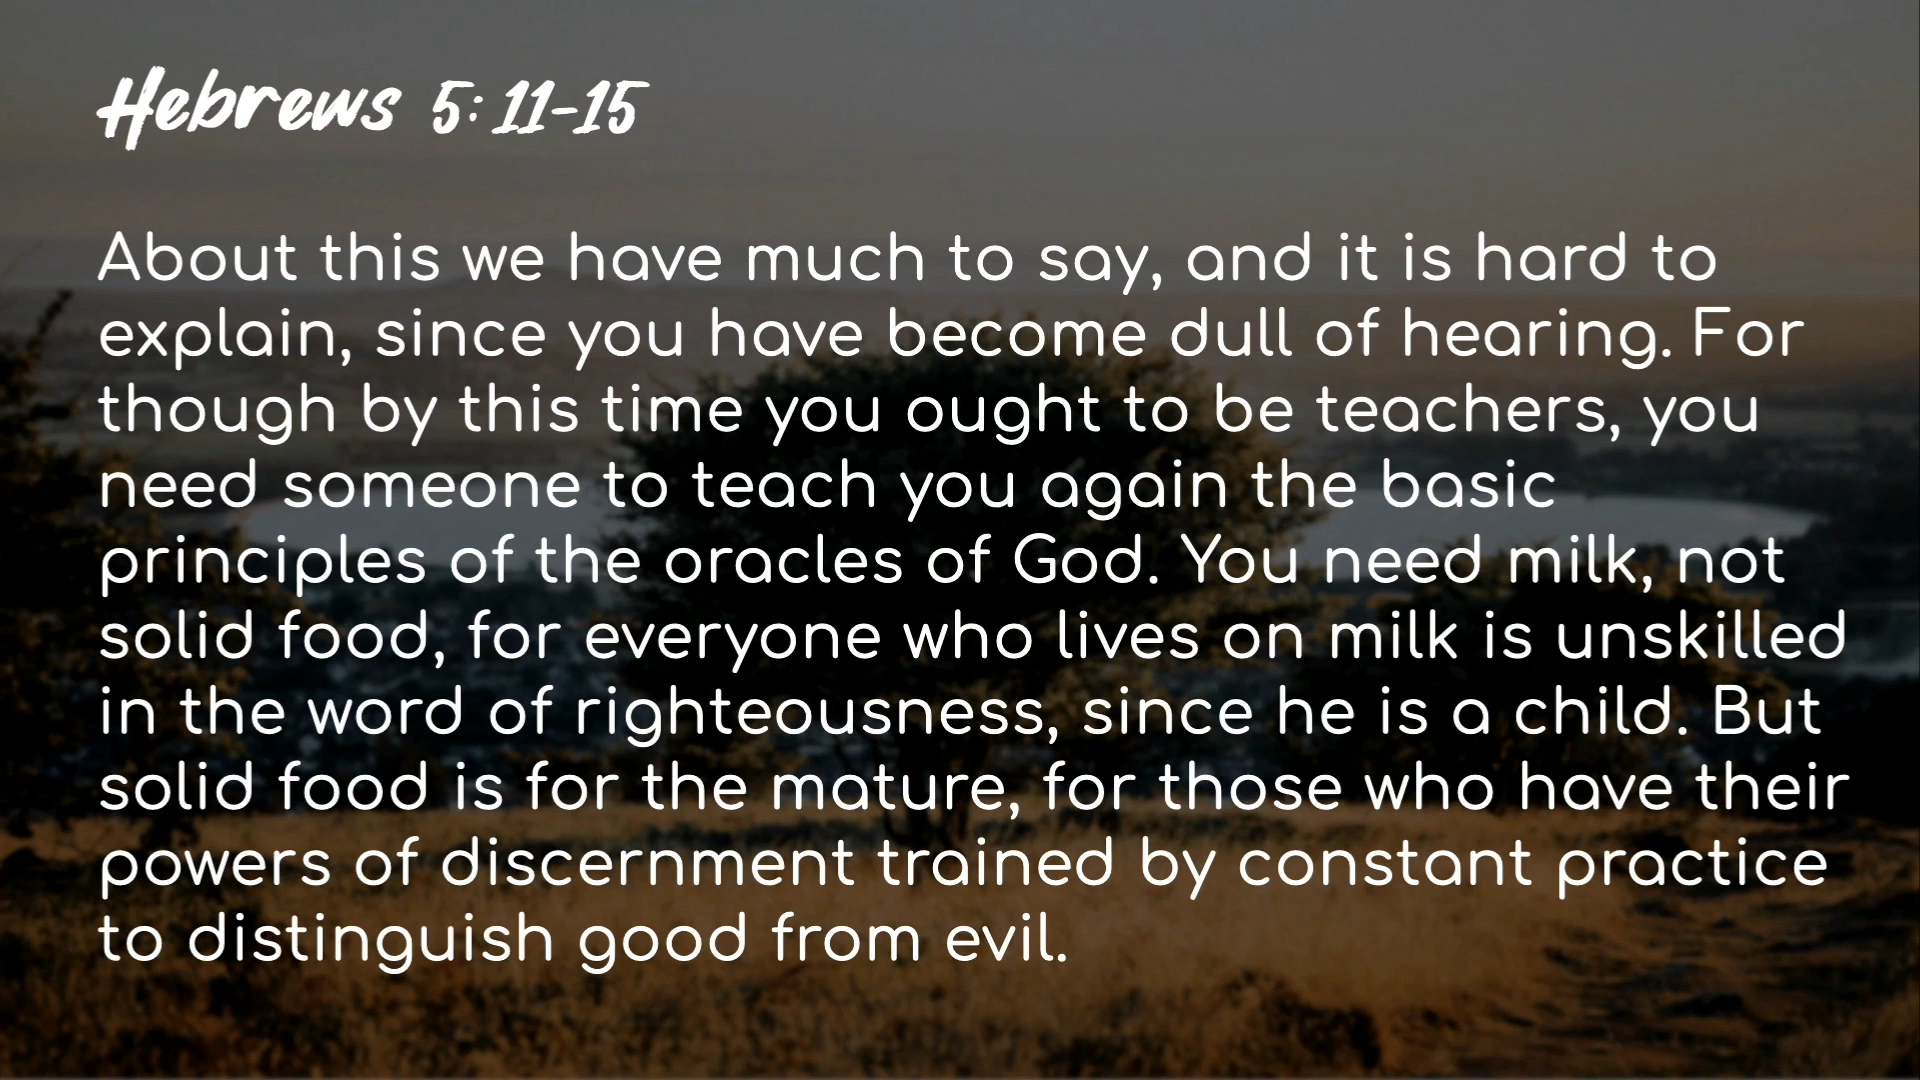 Hebrews 5:11-15
About this we have much to say, and it is hard to
explain, since you have become dull of hearing. For
though by this time you ought to be teachers, you
need someone to teach you again the basic
principles of the oracles of God. You need milk, not
solid food, for everyone who lives on milk is unskilled
in the word of righteousness, since he is a child. But
solid food is for the mature, for those who have their
powers of discernment trained by constant practice
to distinguish good from evil.